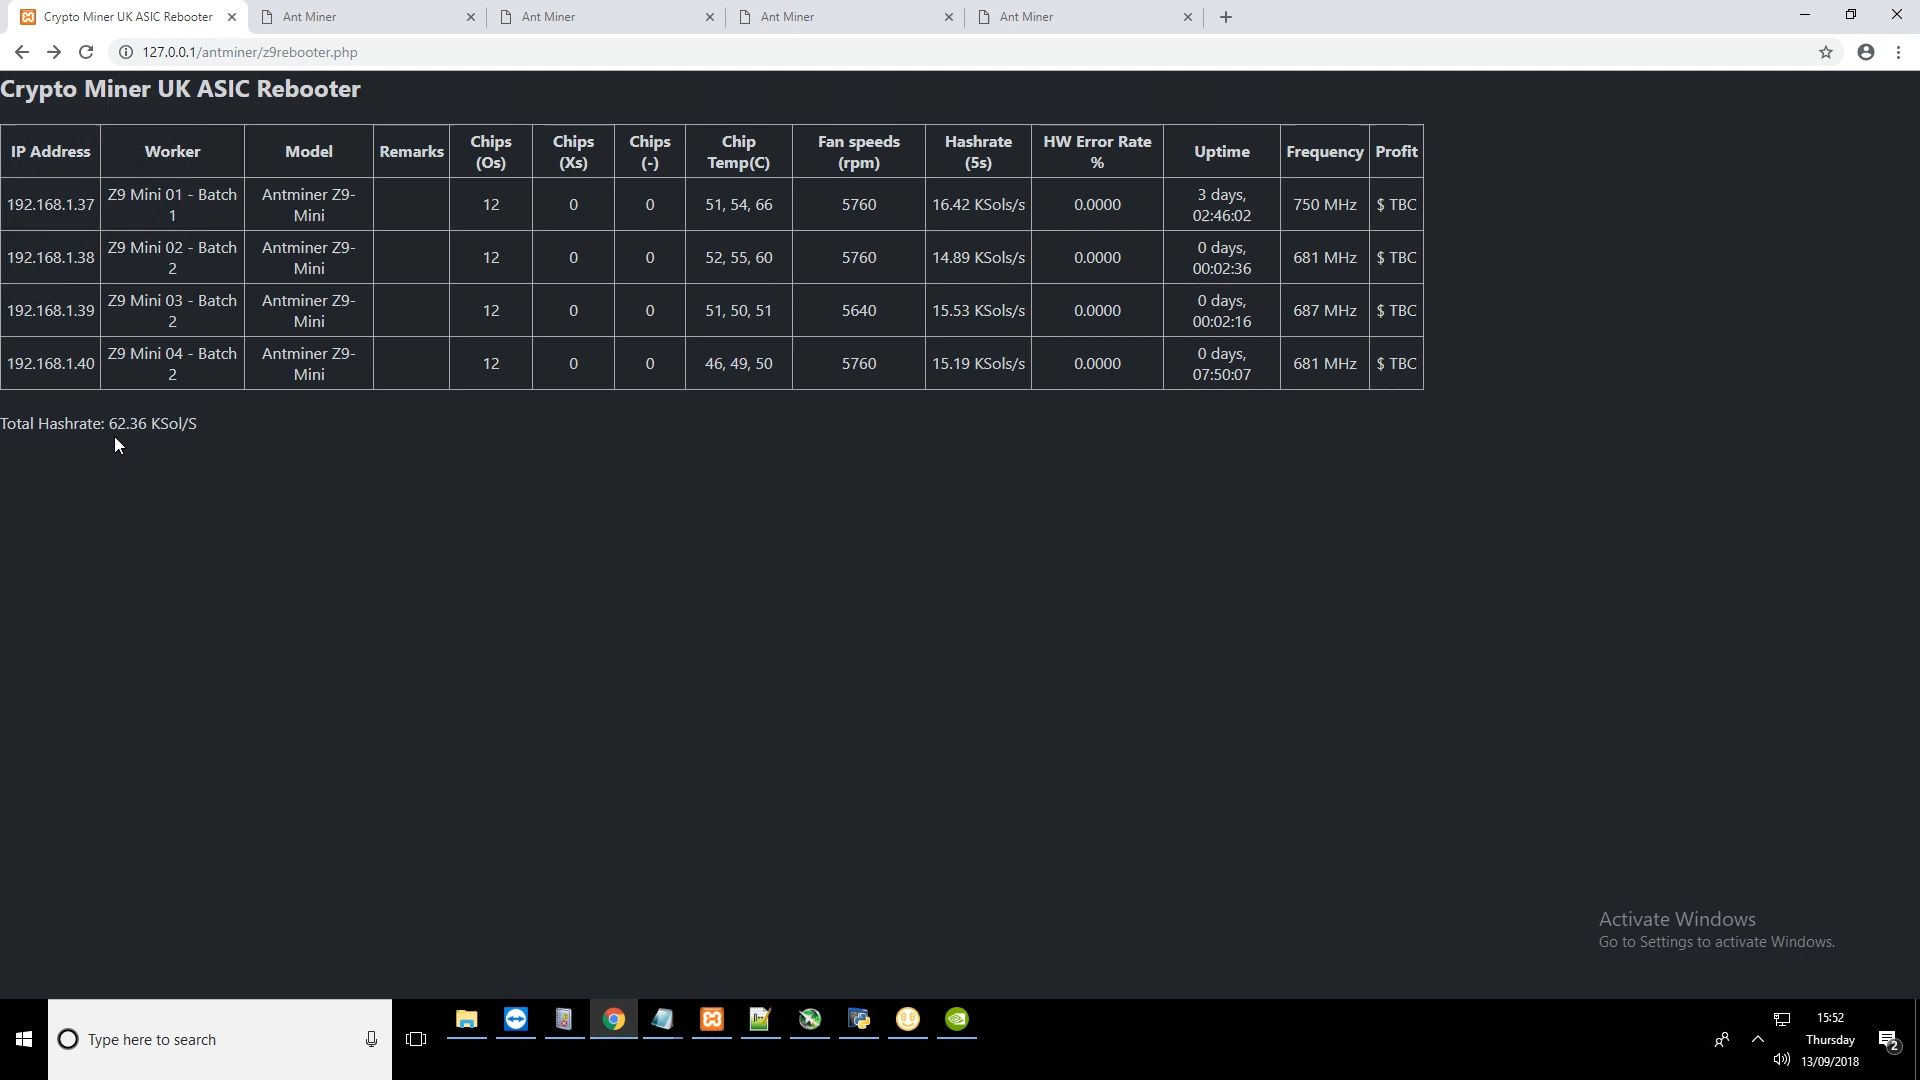 Crypto Miner UK ASIC Rebooter
Ant Miner
Ant Miner
Ant Miner
Ant Miner
127.0.0.1/antminer/z9rebooter.php
Crypto Miner UK ASIC Rebooter
IP Address Worker Model Remarks Chips (Os) Chips (Xs) Chips (-) Chip Temp(C) Fan speeds (rpm) Hashrate (5s) HW Error Rate % Uptime Frequency Profit
192.168.1.37 Z9 Mini 01 - Batch 1 Antminer Z9-Mini 12 0 0 51, 54, 66 5760 16.42 KSols/s 0.0000 3 days, 02:46:02 750 MHz $ TBC
192.168.1.38 Z9 Mini 02 - Batch 2 Antminer Z9-Mini 12 0 0 52, 55, 60 5760 14.89 KSols/s 0.0000 0 days, 00:02:36 681 MHz $ TBC
192.168.1.39 Z9 Mini 03 - Batch 2 Antminer Z9-Mini 12 0 0 51, 50, 51 5640 15.53 KSols/s 0.0000 0 days, 00:02:16 687 MHz $ TBC
192.168.1.40 Z9 Mini 04 - Batch 2 Antminer Z9-Mini 12 0 0 46, 49, 50 5760 15.19 KSols/s 0.0000 0 days, 07:50:07 681 MHz $ TBC
Total Hashrate: 62.36 KSol/S
Activate Windows
Go to Settings to activate Windows.
Type here to search
15:52
Thursday
13/09/2018
2